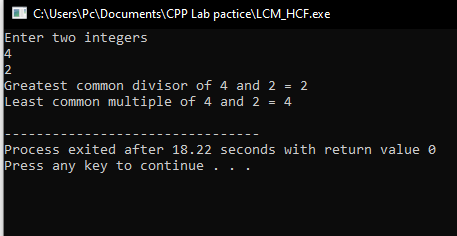 C:\Users\Pc\Documents\CPP Lab pactice\LCM_HCF.exe
Enter two integers
4
2
Greatest common divisor of 4 and 2 = 2
Least common multiple of 4 and 2 = 4
--------------------------------
Process exited after 18.22 seconds with return value 0
Press any key to continue . . .